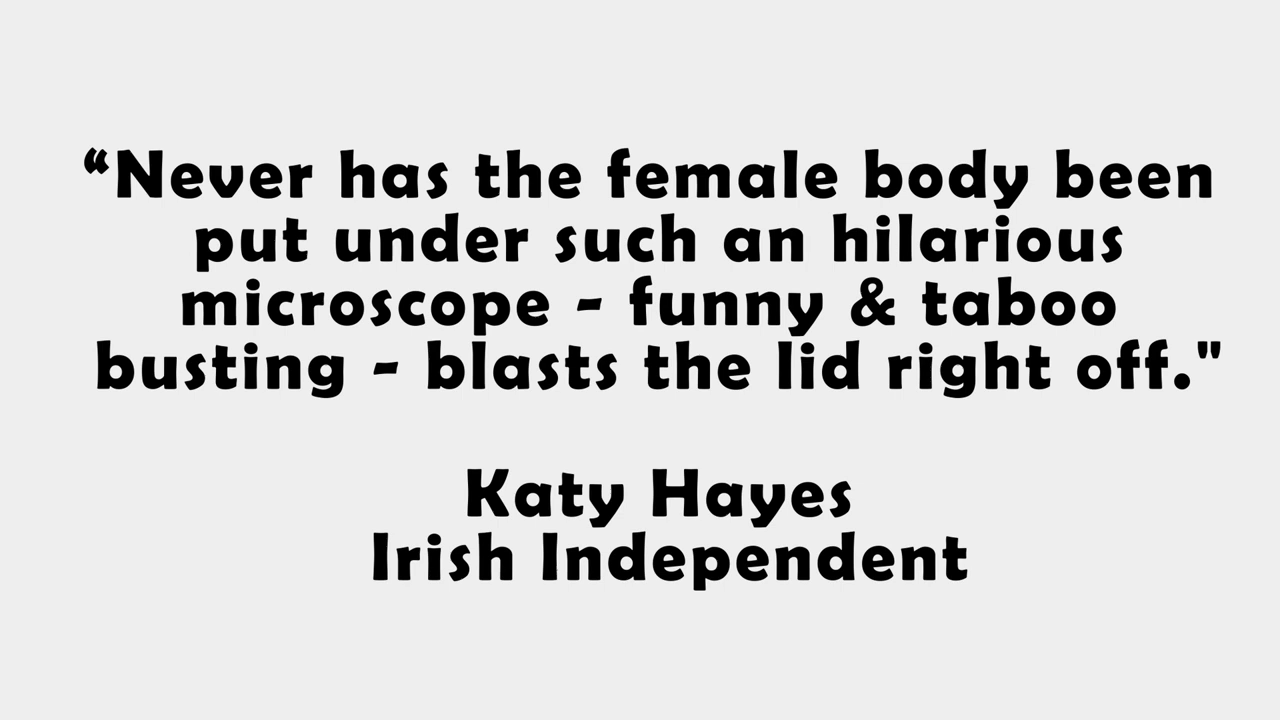 “Never has the female body been
put under such an hilarious
microscope - funny & taboo
busting - blasts the lid right off."
Katy Hayes
Irish Independent